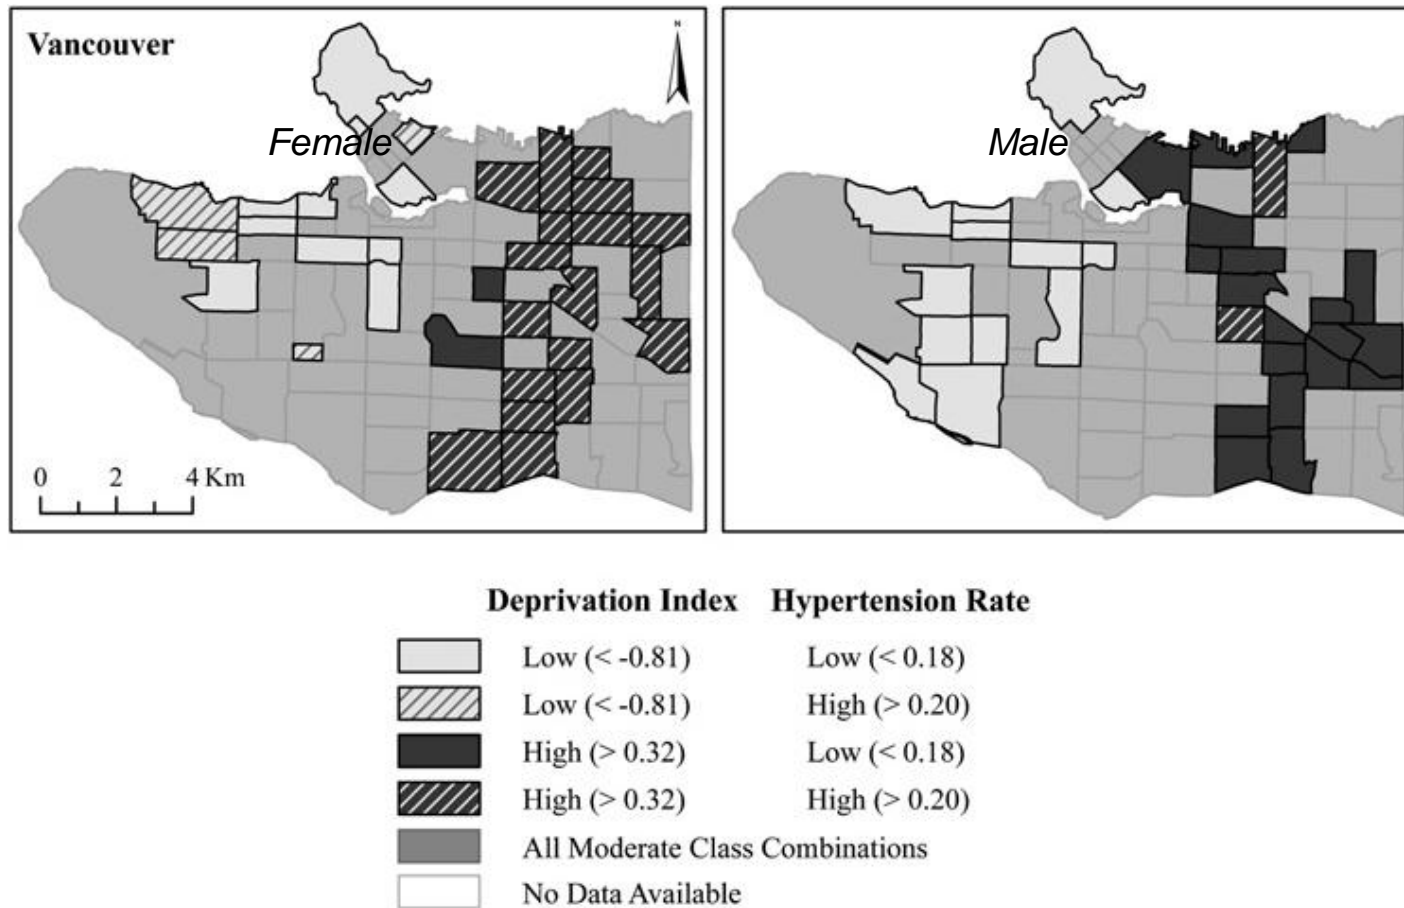 Vancouver
N
Female
Male
0 2 4 Km
Deprivation Index Hypertension Rate
Low (< -0.81) Low (< 0.18)
Low (< -0.81) High (> 0.20)
High (> 0.32) Low (< 0.18)
High (> 0.32) High (> 0.20)
All Moderate Class Combinations
No Data Available